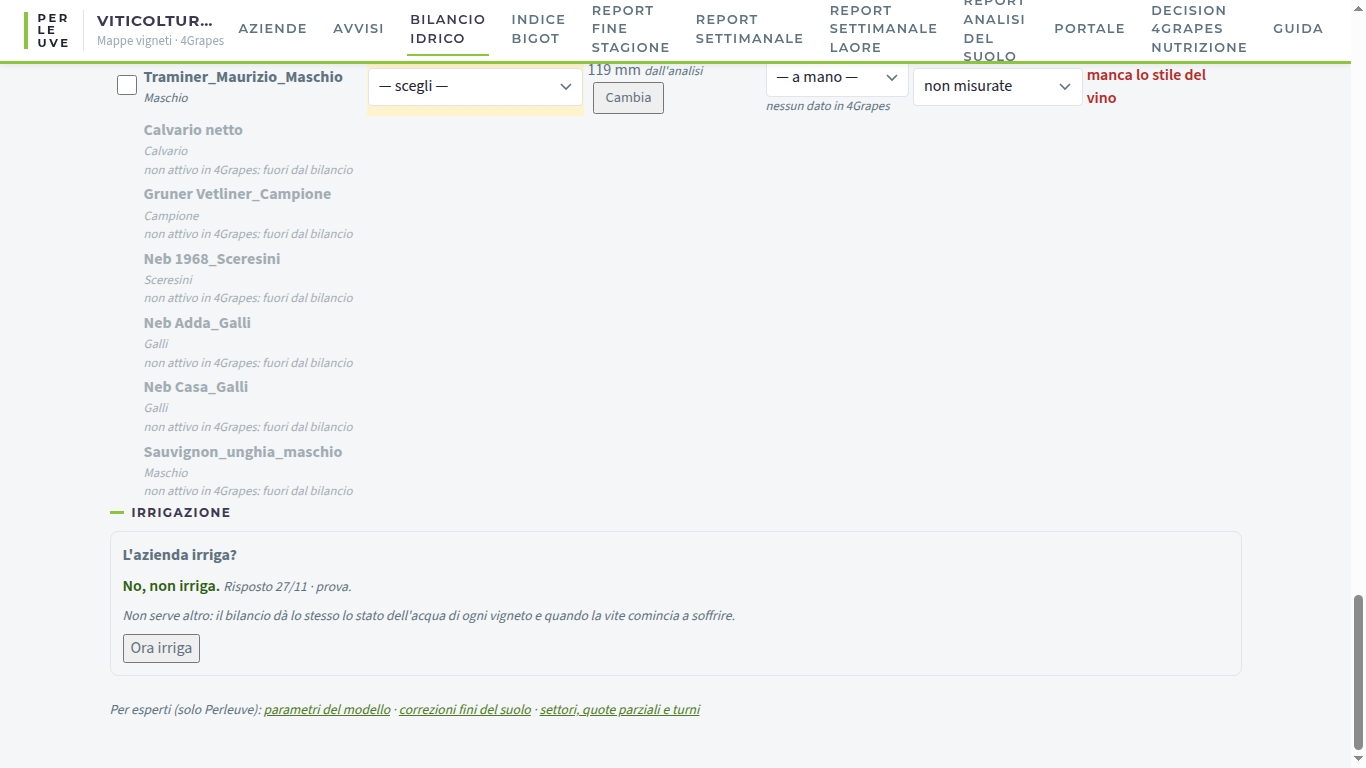 PER
LE
UVE
VITICOLTUR...
Mappe vigneti · 4Grapes
AZIENDE
AVVISI
BILANCIO
IDRICO
INDICE
BIGOT
REPORT
FINE
STAGIONE
REPORT
SETTIMANALE
REPORT
SETTIMANALE
LAORE
REPORT
ANALISI
DEL
SUOLO
PORTALE
DECISION
4GRAPES
NUTRIZIONE
GUIDA
Traminer_Maurizio_Maschio
Maschio
— scegli —
119 mm dall'analisi
Cambia
— a mano —
nessun dato in 4Grapes
non misurate
manca lo stile del
vino
Calvario netto
Calvario
non attivo in 4Grapes: fuori dal bilancio
Gruner Vetliner_Campione
Campione
non attivo in 4Grapes: fuori dal bilancio
Neb 1968_Sceresini
Sceresini
non attivo in 4Grapes: fuori dal bilancio
Neb Adda_Galli
Galli
non attivo in 4Grapes: fuori dal bilancio
Neb Casa_Galli
Galli
non attivo in 4Grapes: fuori dal bilancio
Sauvignon_unghia_maschio
Maschio
non attivo in 4Grapes: fuori dal bilancio
IRRIGAZIONE
L'azienda irriga?
No, non irriga. Risposto 27/11 · prova.
Non serve altro: il bilancio dà lo stesso lo stato dell'acqua di ogni vigneto e quando la vite comincia a soffrire.
Ora irriga
Per esperti (solo Perleuve): parametri del modello · correzioni fini del suolo · settori, quote parziali e turni